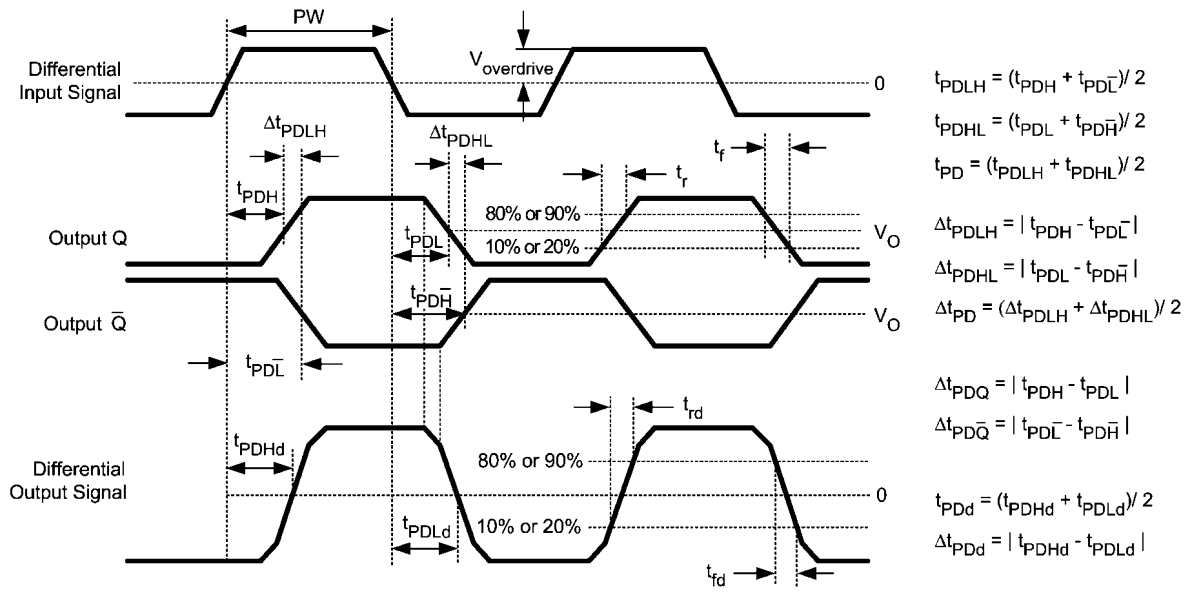 PW
Differential
Input Signal
V_overdrive
0
Δt_PDLH
Δt_PDHL
t_f
t_r
t_PDH
80% or 90%
Output Q
t_PDL
10% or 20%
V_O
t_PDH̅
Output Q̅
V_O
t_PDL̅
t_rd
t_PDHd
80% or 90%
Differential
Output Signal
0
t_PDLd
10% or 20%
t_fd
t_PDLH = (t_PDH + t_PDL̅)/ 2
t_PDHL = (t_PDL + t_PDH̅)/ 2
t_PD = (t_PDLH + t_PDHL)/ 2
Δt_PDLH = | t_PDH - t_PDL̅ |
Δt_PDHL = | t_PDL - t_PDH̅ |
Δt_PD = (Δt_PDLH + Δt_PDHL)/ 2
Δt_PDQ = | t_PDH - t_PDL |
Δt_PDQ̅ = | t_PDL̅ - t_PDH̅ |
t_PDd = (t_PDHd + t_PDLd)/ 2
Δt_PDd = | t_PDHd - t_PDLd |